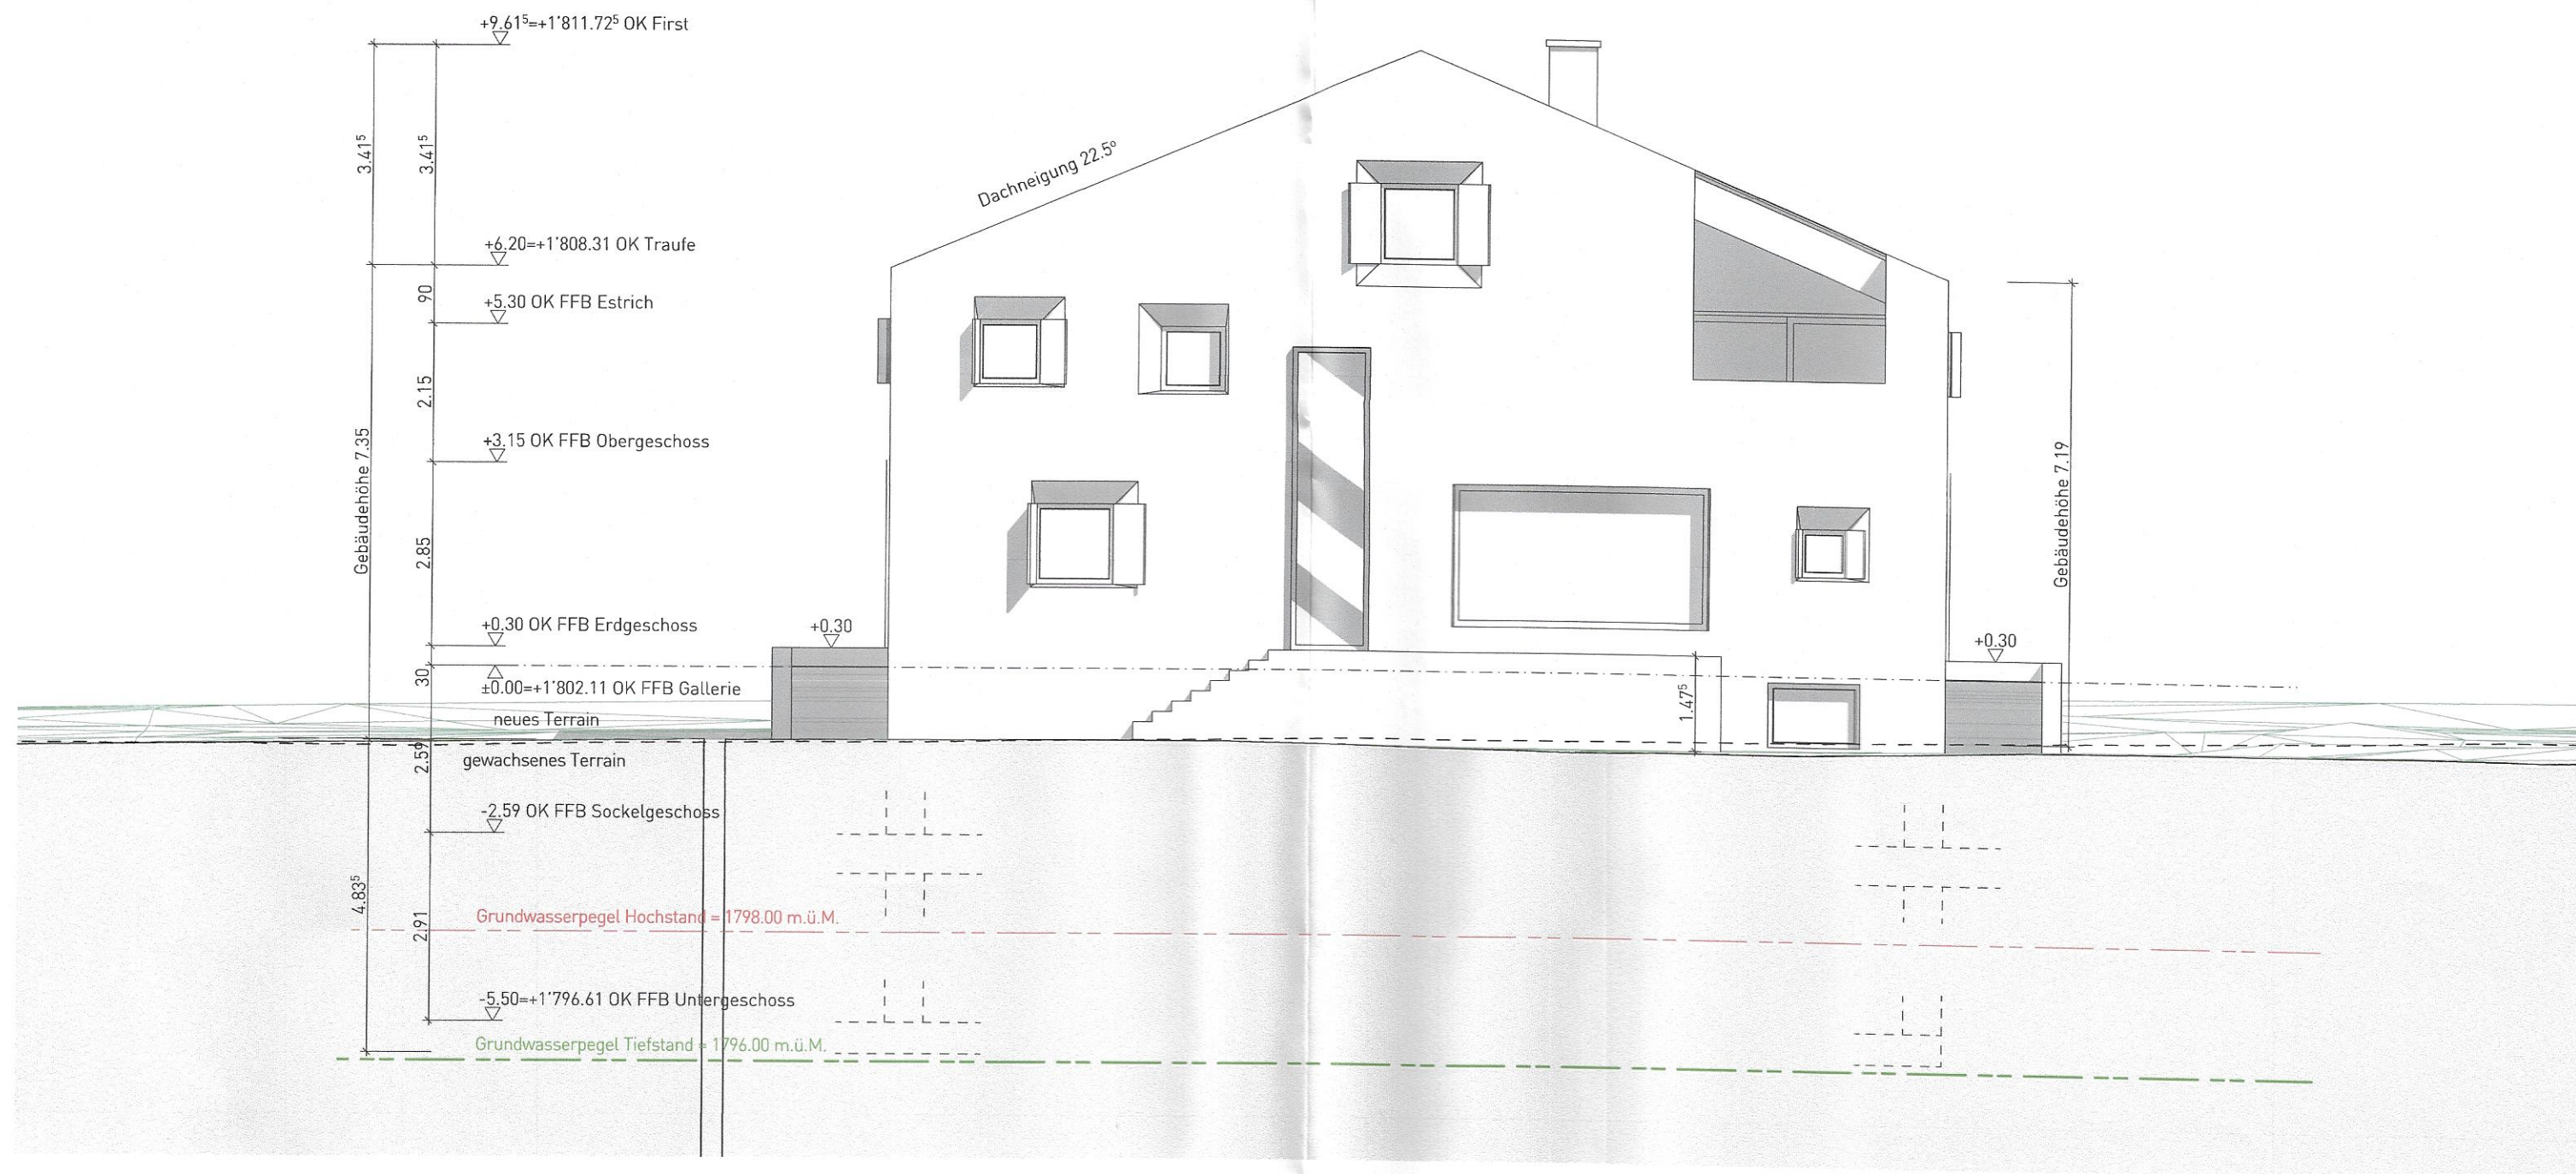 +9.61⁵=+1'811.72⁵ OK First
3.41⁵
3.41⁵
Dachneigung 22.5°
+6.20=+1'808.31 OK Traufe
90
+5.30 OK FFB Estrich
2.15
+3.15 OK FFB Obergeschoss
Gebäudehöhe 7.35
Gebäudehöhe 7.19
2.85
+0.30 OK FFB Erdgeschoss
+0.30
+0.30
30
±0.00=+1'802.11 OK FFB Gallerie
1.47⁵
neues Terrain
2.59
gewachsenes Terrain
-2.59 OK FFB Sockelgeschoss
4.83⁵
2.91
Grundwasserpegel Hochstand = 1798.00 m.ü.M.
-5.50=+1'796.61 OK FFB Untergeschoss
Grundwasserpegel Tiefstand = 1796.00 m.ü.M.